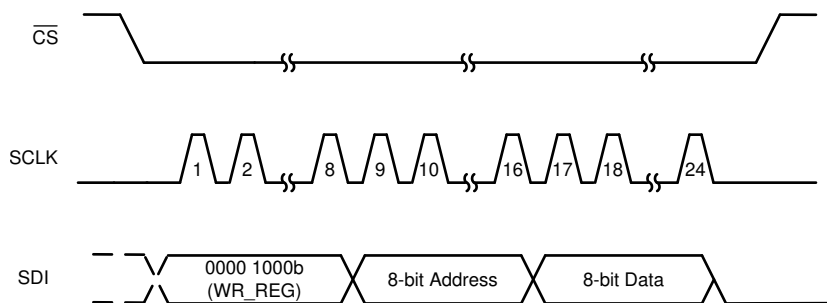 CS
SCLK
1 2 8 9 10 16 17 18 24
SDI
0000 1000b
(WR_REG)
8-bit Address
8-bit Data